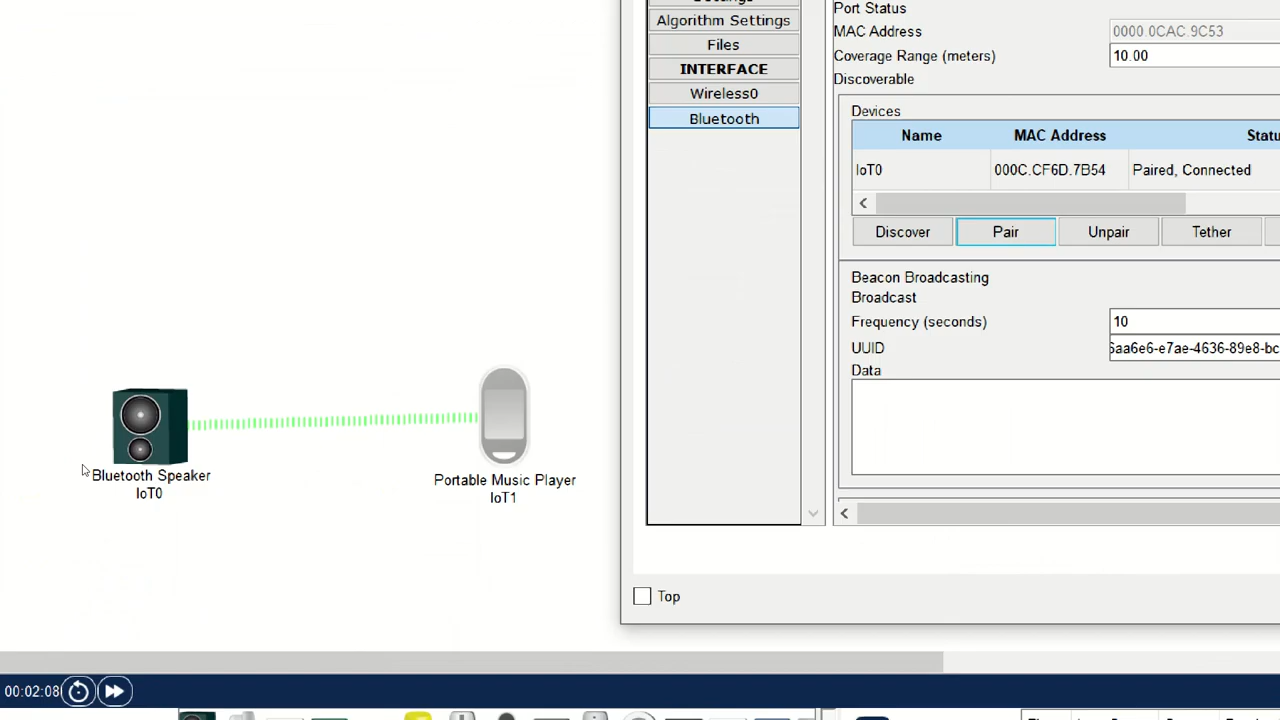 Port Status
Algorithm Settings
MAC Address 0000.0CAC.9C53
Files
Coverage Range (meters) 10.00
INTERFACE
Discoverable
Wireless0
Devices
Bluetooth
Name MAC Address
IoT0 000C.CF6D.7B54 Paired, Connected
Discover Pair Unpair Tether
Beacon Broadcasting
Broadcast
Frequency (seconds) 10
UUID 5aa6e6-e7ae-4636-89e8-bc
Data
Bluetooth Speaker
IoT0
Portable Music Player
IoT1
Top
00:02:08